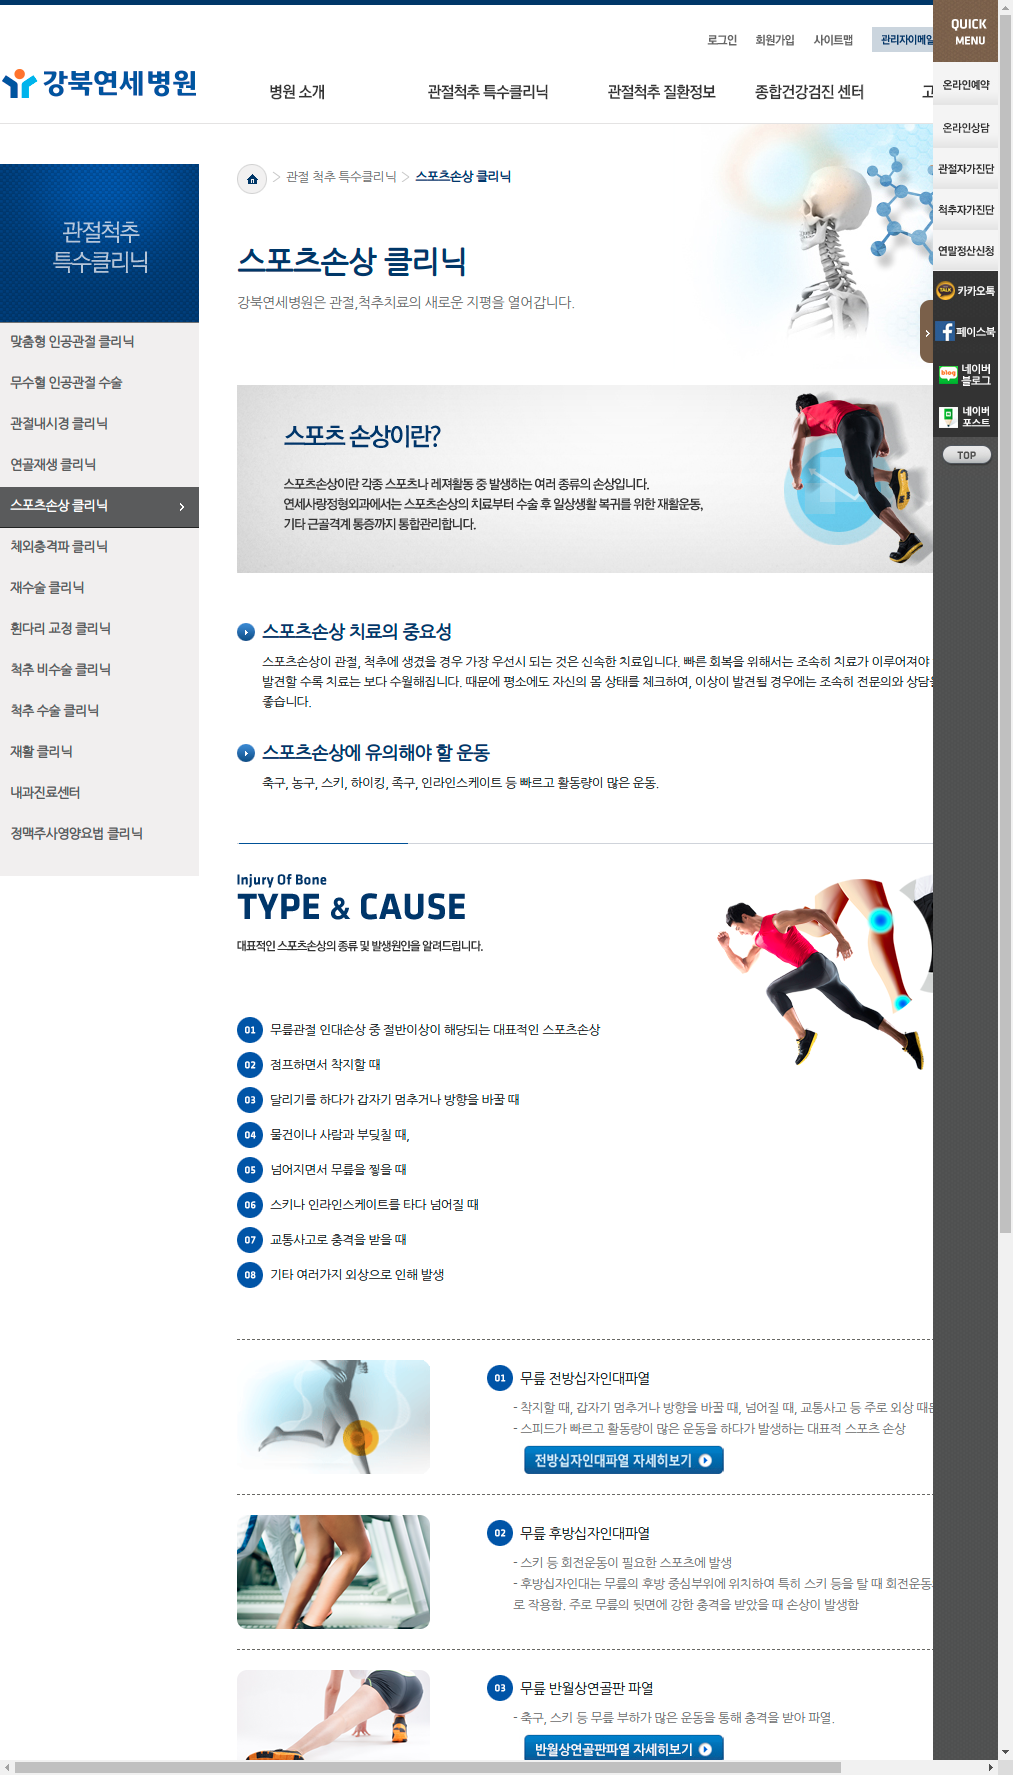 로그인 회원가입 사이트맵 관리자이메일
QUICK
MENU
강북연세병원
병원 소개 관절척추 특수클리닉 관절척추 질환정보 종합건강검진 센터 고
온라인예약
온라인상담
관절자가진단
척추자가진단
연말정산신청
TALK 카카오톡
페이스북
blog 네이버
블로그
네이버
포스트
TOP
관절척추
특수클리닉
맞춤형 인공관절 클리닉
무수혈 인공관절 수술
관절내시경 클리닉
연골재생 클리닉
스포츠손상 클리닉
체외충격파 클리닉
재수술 클리닉
휜다리 교정 클리닉
척추 비수술 클리닉
척추 수술 클리닉
재활 클리닉
내과진료센터
정맥주사영양요법 클리닉
> 관절 척추 특수클리닉 > 스포츠손상 클리닉
스포츠손상 클리닉
강북연세병원은 관절,척추치료의 새로운 지평을 열어갑니다.
스포츠 손상이란?
스포츠손상이란 각종 스포츠나 레져활동 중 발생하는 여러 종류의 손상입니다.
연세사랑정형외과에서는 스포츠손상의 치료부터 수술 후 일상생활 복귀를 위한 재활운동,
기타 근골격계 통증까지 통합관리합니다.
스포츠손상 치료의 중요성
스포츠손상이 관절, 척추에 생겼을 경우 가장 우선시 되는 것은 신속한 치료입니다. 빠른 회복을 위해서는 조속히 치료가 이루어져야
발견할 수록 치료는 보다 수월해집니다. 때문에 평소에도 자신의 몸 상태를 체크하여, 이상이 발견될 경우에는 조속히 전문의와 상담
좋습니다.
스포츠손상에 유의해야 할 운동
축구, 농구, 스키, 하이킹, 족구, 인라인스케이트 등 빠르고 활동량이 많은 운동.
Injury Of Bone
TYPE & CAUSE
대표적인 스포츠손상의 종류 및 발생원인을 알려드립니다.
01 무릎관절 인대손상 중 절반이상이 해당되는 대표적인 스포츠손상
02 점프하면서 착지할 때
03 달리기를 하다가 갑자기 멈추거나 방향을 바꿀 때
04 물건이나 사람과 부딪칠 때,
05 넘어지면서 무릎을 찧을 때
06 스키나 인라인스케이트를 타다 넘어질 때
07 교통사고로 충격을 받을 때
08 기타 여러가지 외상으로 인해 발생
01 무릎 전방십자인대파열
- 착지할 때, 갑자기 멈추거나 방향을 바꿀 때, 넘어질 때, 교통사고 등 주로 외상 때문
- 스피드가 빠르고 활동량이 많은 운동을 하다가 발생하는 대표적 스포츠 손상
전방십자인대파열 자세히보기
02 무릎 후방십자인대파열
- 스키 등 회전운동이 필요한 스포츠에 발생
- 후방십자인대는 무릎의 후방 중심부위에 위치하여 특히 스키 등을 탈 때 회전운동
로 작용함. 주로 무릎의 뒷면에 강한 충격을 받았을 때 손상이 발생함
03 무릎 반월상연골판 파열
- 축구, 스키 등 무릎 부하가 많은 운동을 통해 충격을 받아 파열.
반월상연골판파열 자세히보기